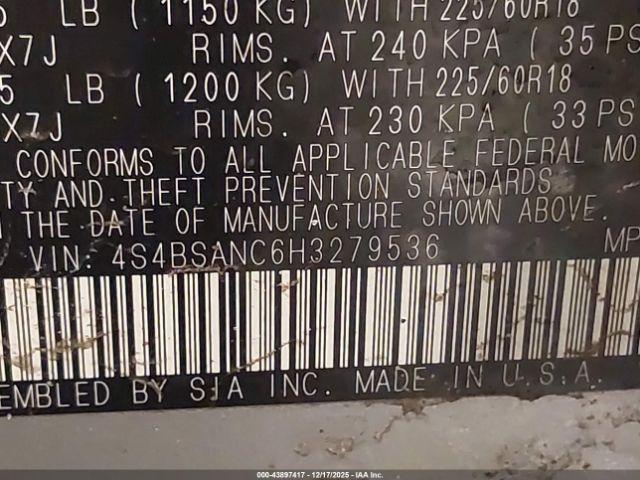 LB ( 1150 KG) WITH 225/60R18
X7J RIMS. AT 240 KPA ( 35 PS
5 LB ( 1200 KG) WITH 225/60R18
X7J RIMS. AT 230 KPA ( 33 PS
CONFORMS TO ALL APPLICABLE FEDERAL MO
TY AND THEFT PREVENTION STANDARDS
THE DATE OF MANUFACTURE SHOWN ABOVE.
VIN: 4S4BSANC6H3279536 MP
EMBLED BY SIA INC. MADE IN U.S.A.
000-43897417 - 12/17/2025 - IAA Inc.